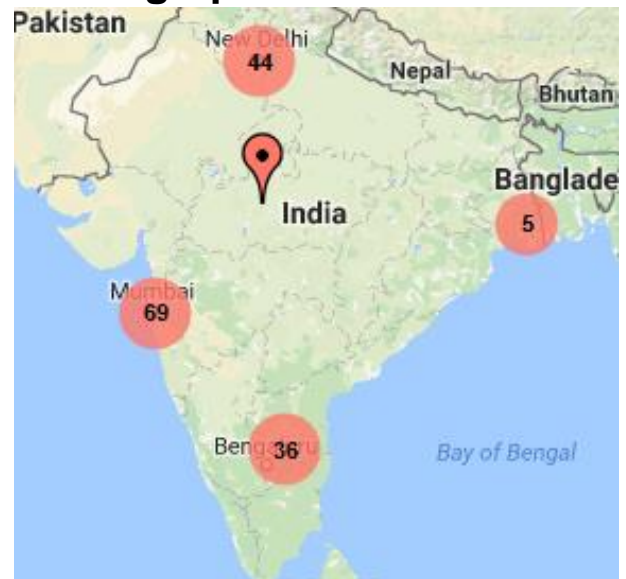 Pakistan
New Delhi
44
Nepal
Bhutan
Banglade
India
5
Mumbai
69
36
Bay of Bengal